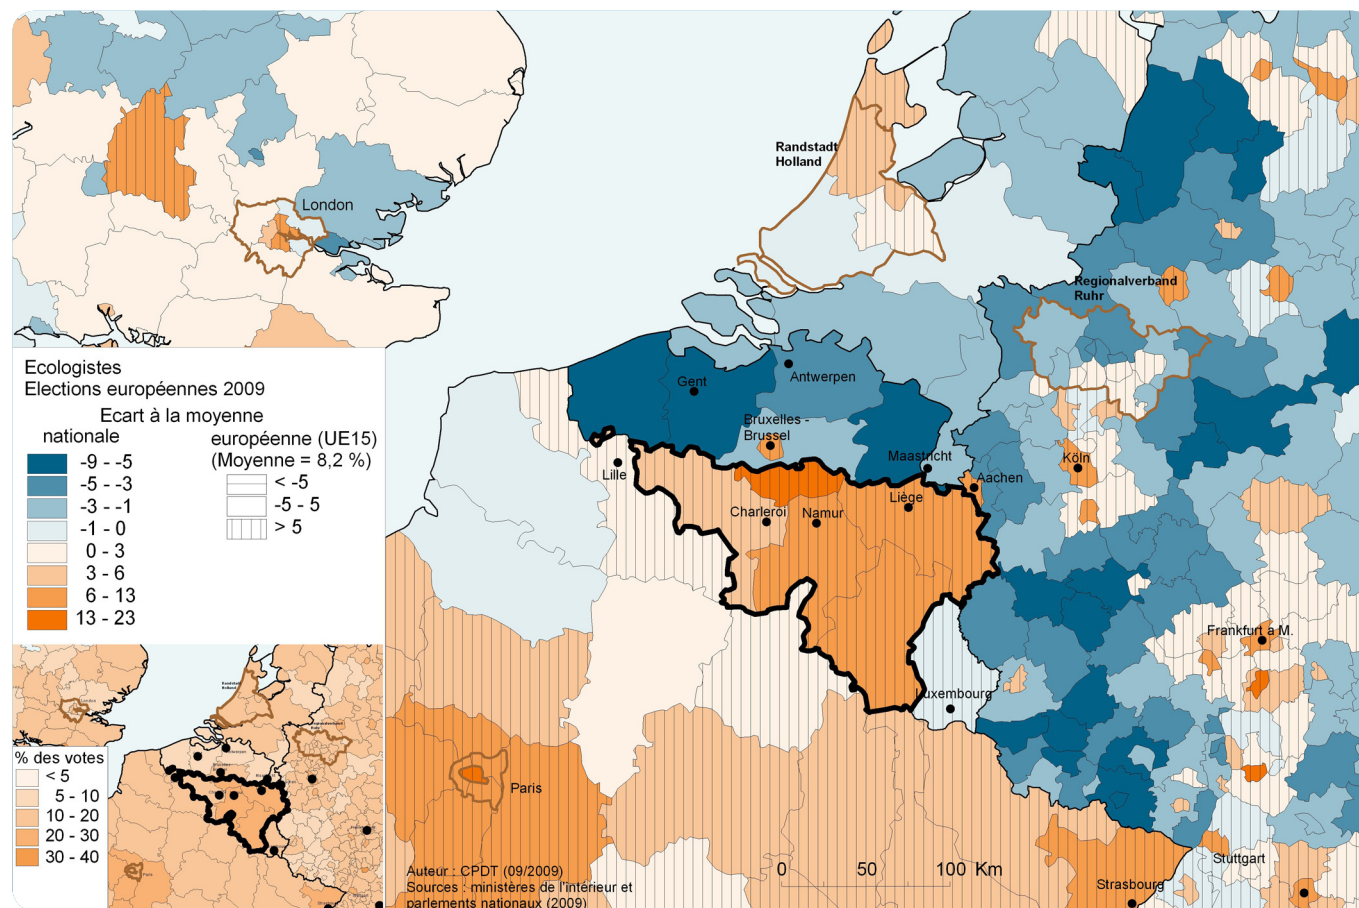 Randstadt
Holland
London
Regionalverband
Ruhr
Ecologistes
Elections européennes 2009
Ecart à la moyenne
nationale
européenne (UE15)
(Moyenne = 8,2 %)
-9 - -5
-5 - -3
-3 - -1
-1 - 0
0 - 3
3 - 6
6 - 13
13 - 23
< -5
-5 - 5
> 5
Gent
Antwerpen
Bruxelles -
Brussel
Maastricht
Köln
Lille
Aachen
Liège
Charleroi
Namur
Frankfurt a M.
Luxembourg
Paris
Stuttgart
Strasbourg
% des votes
< 5
5 - 10
10 - 20
20 - 30
30 - 40
Randstadt
Holland
London
Paris
0 50 100 Km
Auteur : CPDT (09/2009)
Sources : ministères de l'intérieur et
parlements nationaux (2009)